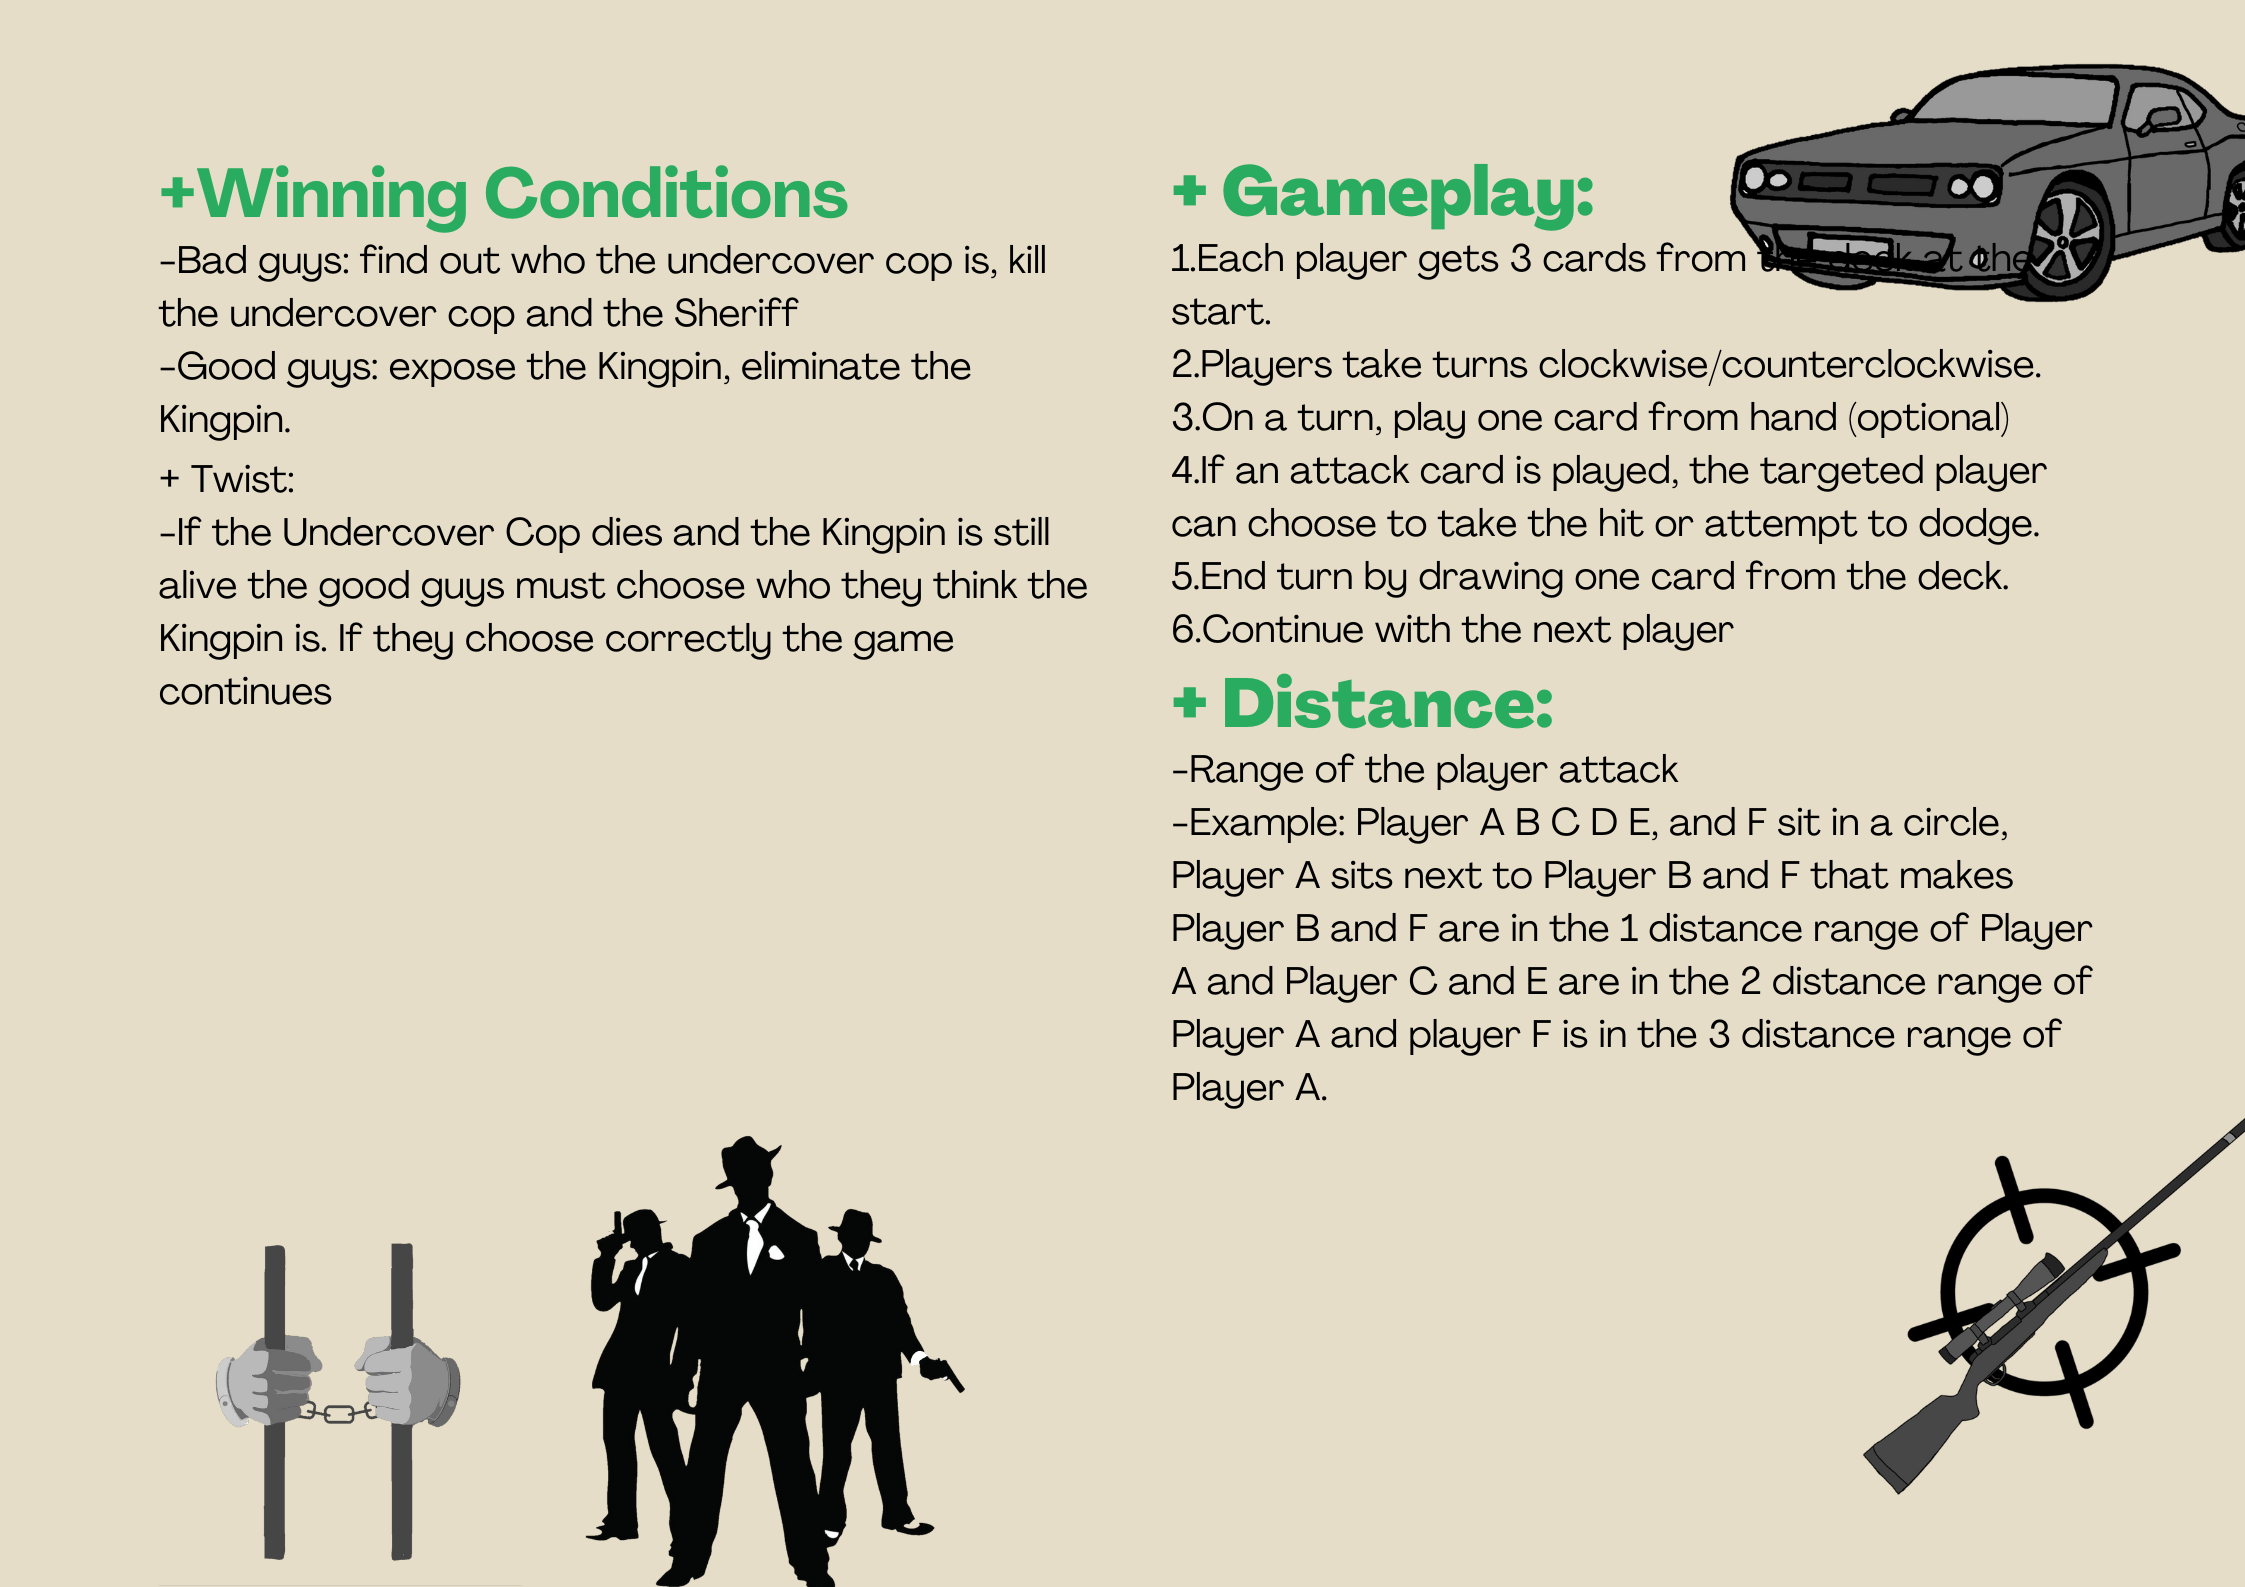 +Winning Conditions
-Bad guys: find out who the undercover cop is, kill
the undercover cop and the Sheriff
-Good guys: expose the Kingpin, eliminate the
Kingpin.
+ Twist:
-If the Undercover Cop dies and the Kingpin is still
alive the good guys must choose who they think the
Kingpin is. If they choose correctly the game
continues
+ Gameplay:
1.Each player gets 3 cards from the deck at the
start.
2.Players take turns clockwise/counterclockwise.
3.On a turn, play one card from hand (optional)
4.If an attack card is played, the targeted player
can choose to take the hit or attempt to dodge.
5.End turn by drawing one card from the deck.
6.Continue with the next player
+ Distance:
-Range of the player attack
-Example: Player A B C D E, and F sit in a circle,
Player A sits next to Player B and F that makes
Player B and F are in the 1 distance range of Player
A and Player C and E are in the 2 distance range of
Player A and player F is in the 3 distance range of
Player A.